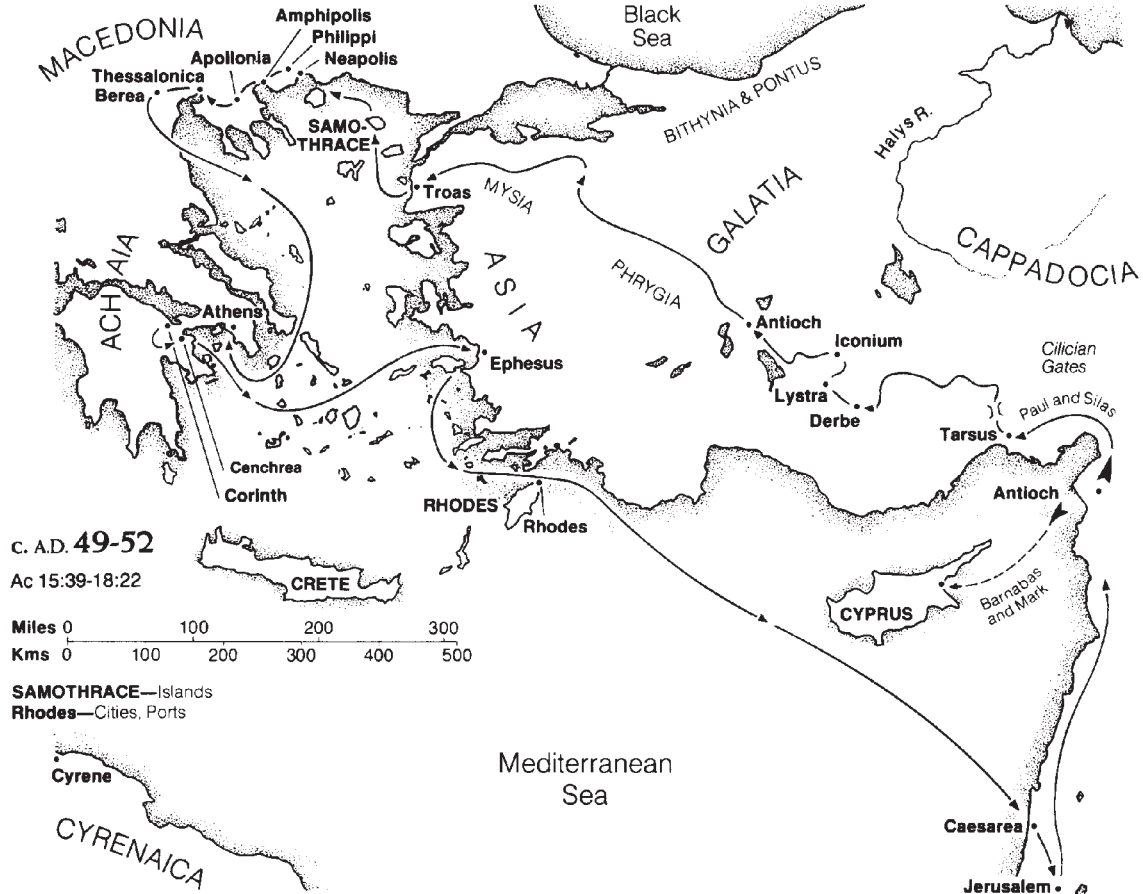 Amphipolis
Philippi
Neapolis
Apollonia
MACEDONIA
Thessalonica
Berea
SAMO-
THRACE
Black
Sea
BITHYNIA & PONTUS
Halys R.
Troas
MYSIA
GALATIA
CAPPADOCIA
PHRYGIA
ASIA
ACHAIA
Athens
Ephesus
Antioch
Iconium
Lystra
Derbe
Cilician
Gates
Paul and Silas
Tarsus
Antioch
Cenchrea
Corinth
RHODES
Rhodes
c. A.D. 49-52
Ac 15:39-18:22
CRETE
CYPRUS
Barnabas
and Mark
Miles 0 100 200 300
Kms 0 100 200 300 400 500
SAMOTHRACE—Islands
Rhodes—Cities, Ports
Mediterranean
Sea
Cyrene
CYRENAICA
Caesarea
Jerusalem